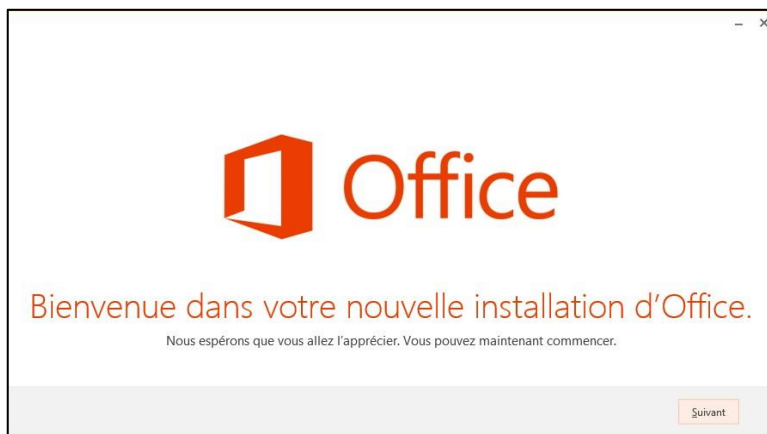 Office
Bienvenue dans votre nouvelle installation d’Office.
Nous espérons que vous allez l’apprécier. Vous pouvez maintenant commencer.
Suivant